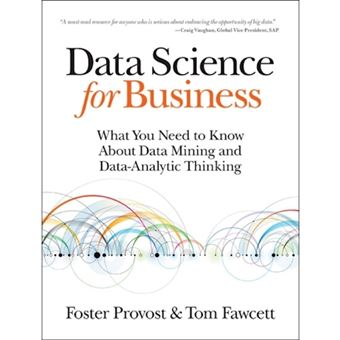 "A must-read resource for anyone who is serious about embracing the opportunity of big data."
—Craig Vaughan, Global Vice President, SAP
Data Science
for Business
What You Need to Know
About Data Mining and
Data-Analytic Thinking
Foster Provost & Tom Fawcett